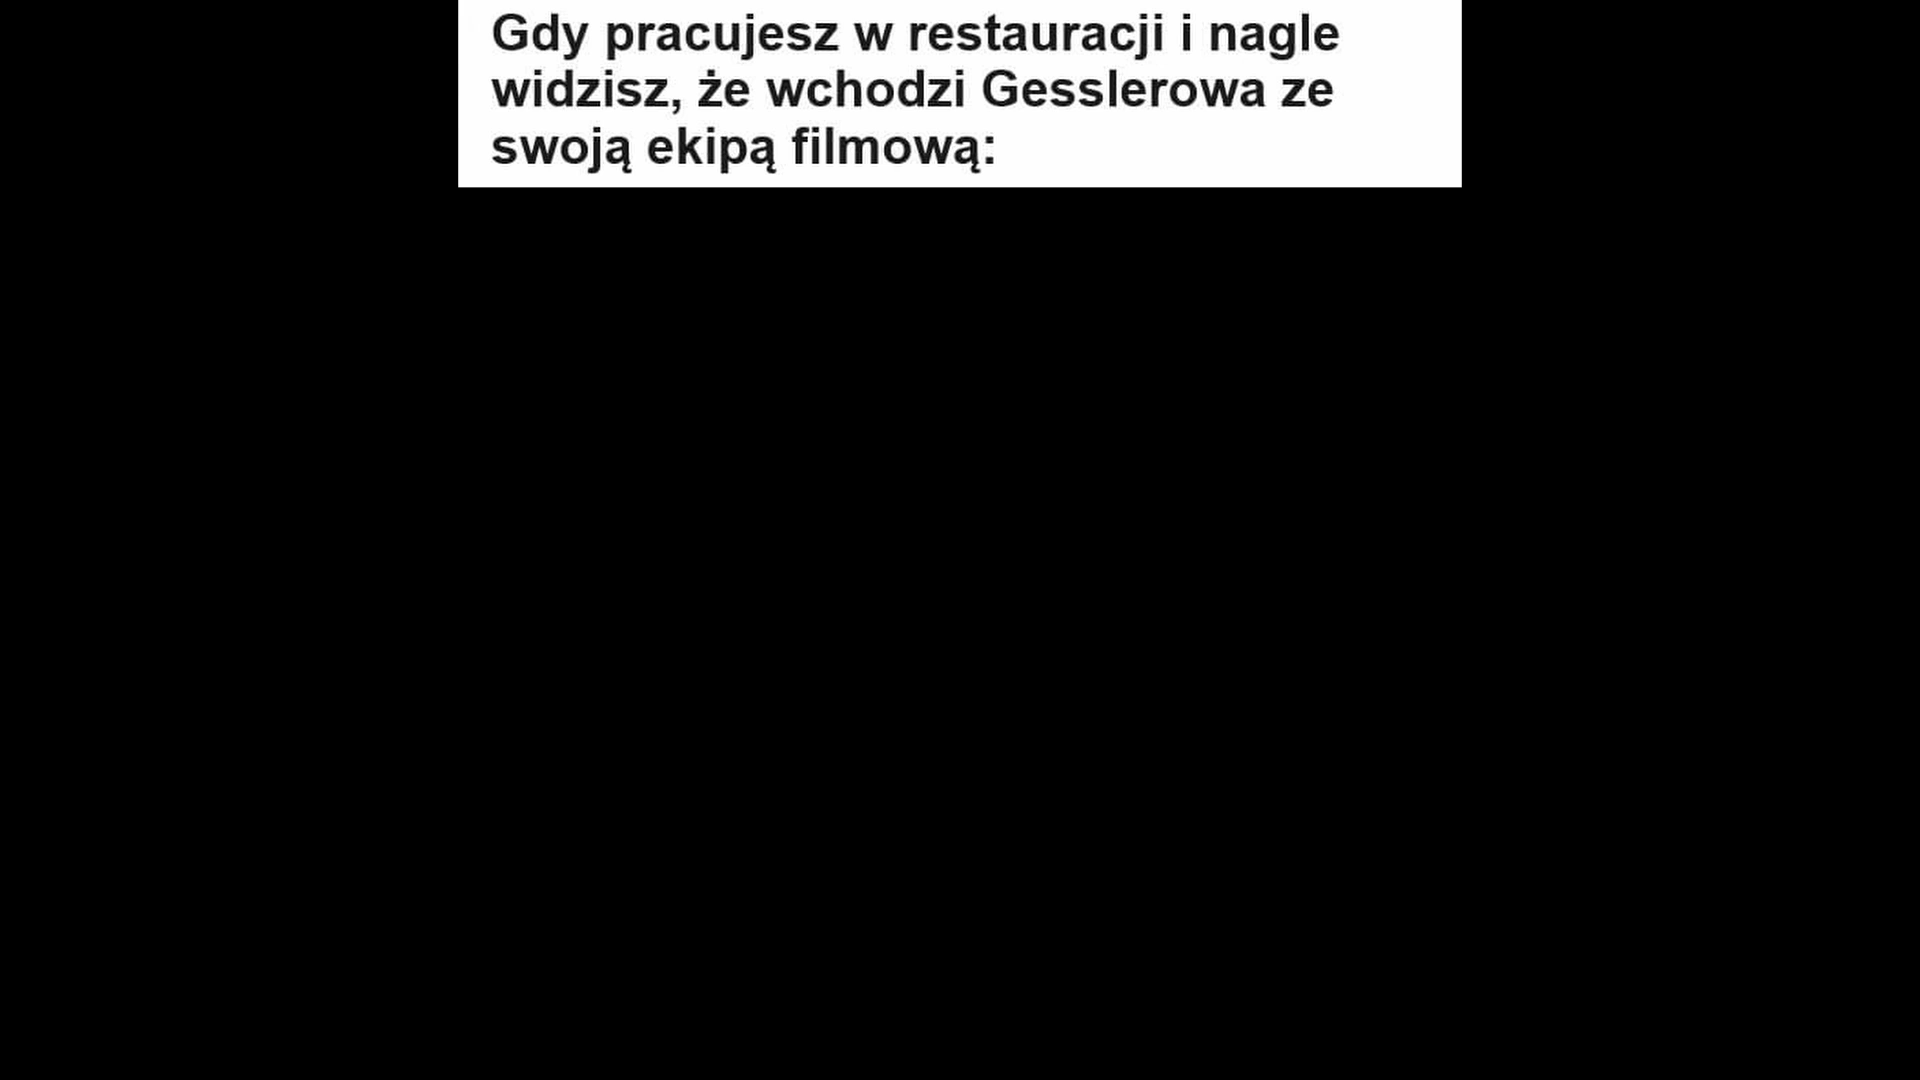 Gdy pracujesz w restauracji i nagle
widzisz, że wchodzi Gesslerowa ze
swoją ekipą filmową: